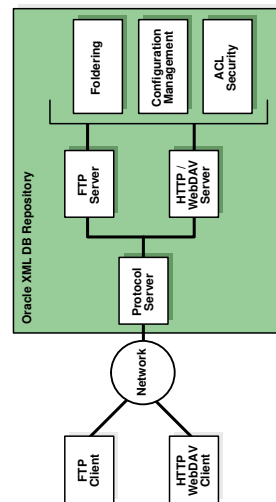 Oracle XML DB Repository
FTP
Client
HTTP
WebDAV
Client
Network
Protocol
Server
FTP
Server
HTTP /
WebDAV
Server
Foldering
Configuration
Management
ACL
Security